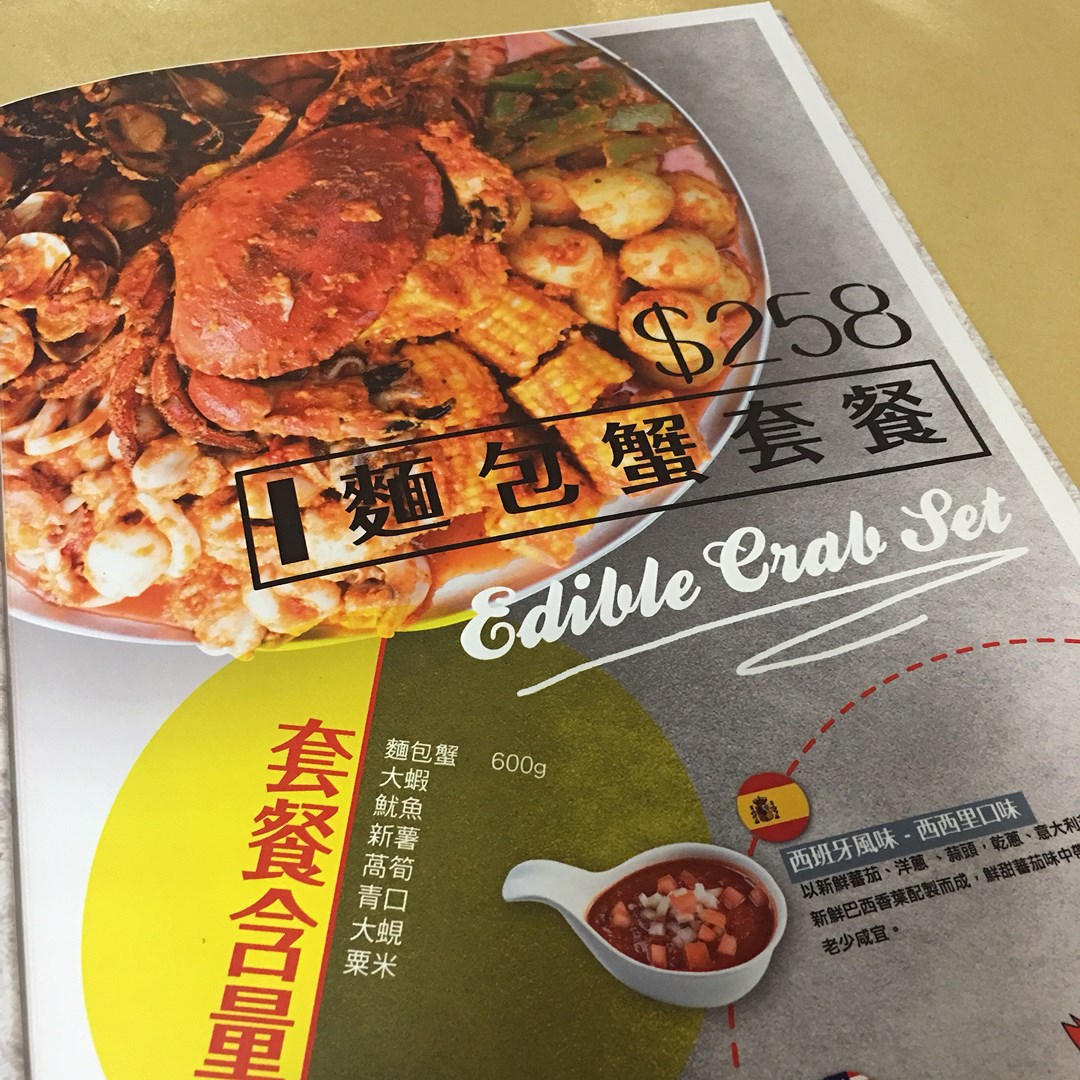 $258
麵包蟹套餐
Edible Crab Set
套餐含量
麵包蟹 600g
大蝦
魷魚
新薯
萵筍
青口
大蜆
粟米
西班牙風味 - 西西里口味
以新鮮蕃茄、洋蔥、蒜頭，乾蔥、意大利
新鮮巴西香葉配製而成，鮮甜蕃茄味中帶
老少咸宜。